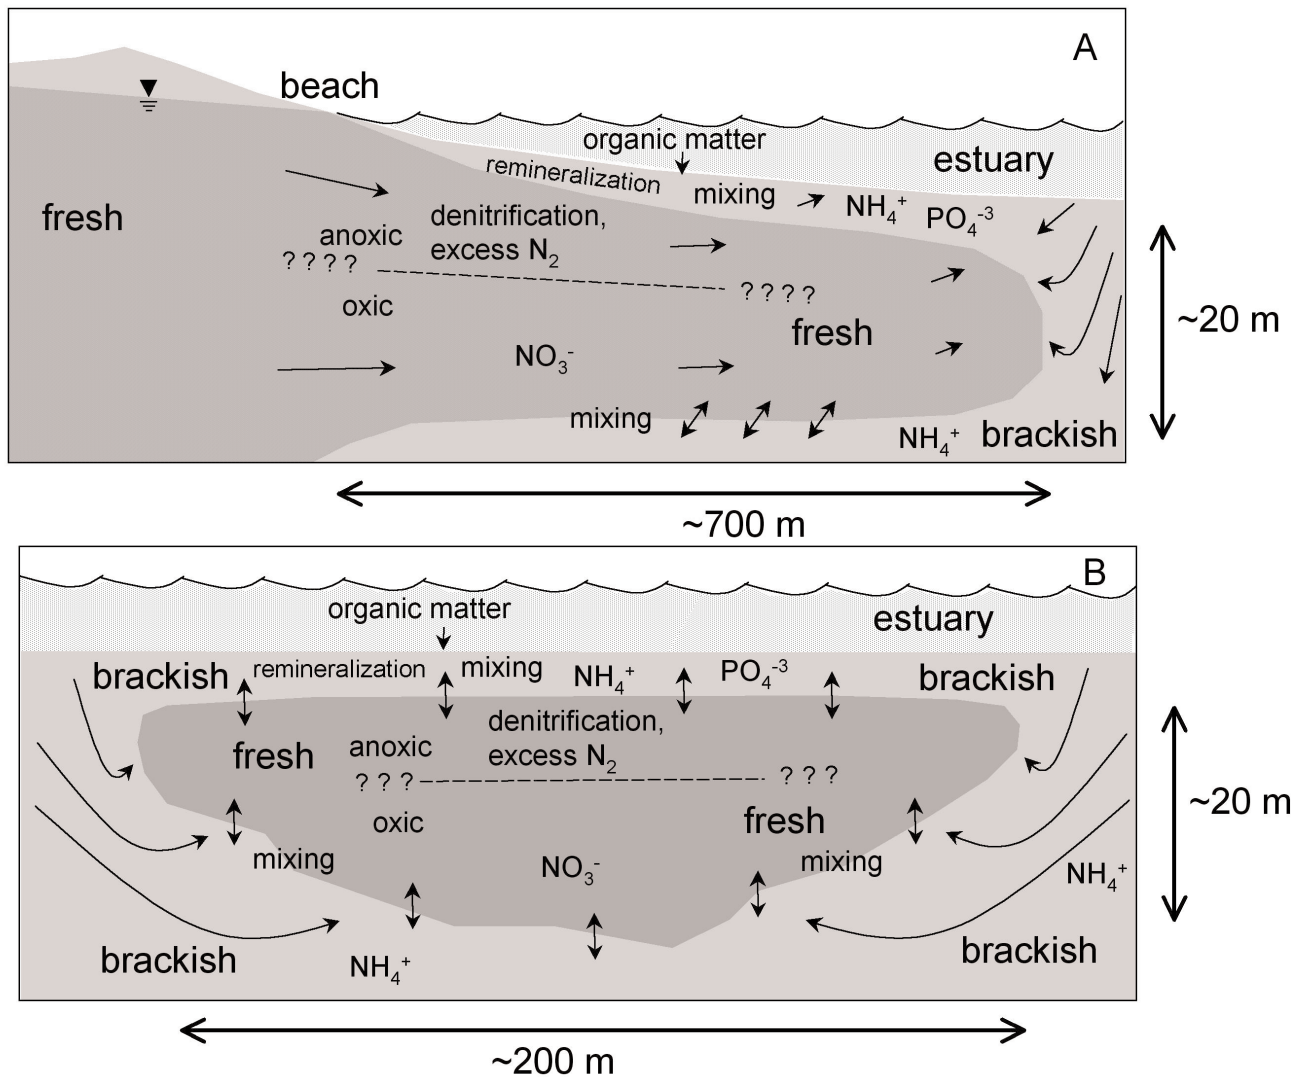 A
beach
organic matter
estuary
remineralization
mixing
NH₄⁺
PO₄⁻³
fresh
denitrification,
anoxic
excess N₂
? ? ? ?
? ? ? ?
oxic
fresh
~20 m
NO₃⁻
mixing
NH₄⁺ brackish
~700 m
B
organic matter
estuary
brackish
remineralization
mixing
NH₄⁺
PO₄⁻³
brackish
denitrification,
fresh
anoxic
excess N₂
? ? ?
? ? ?
~20 m
oxic
fresh
mixing
NO₃⁻
mixing
NH₄⁺
brackish
NH₄⁺
brackish
~200 m